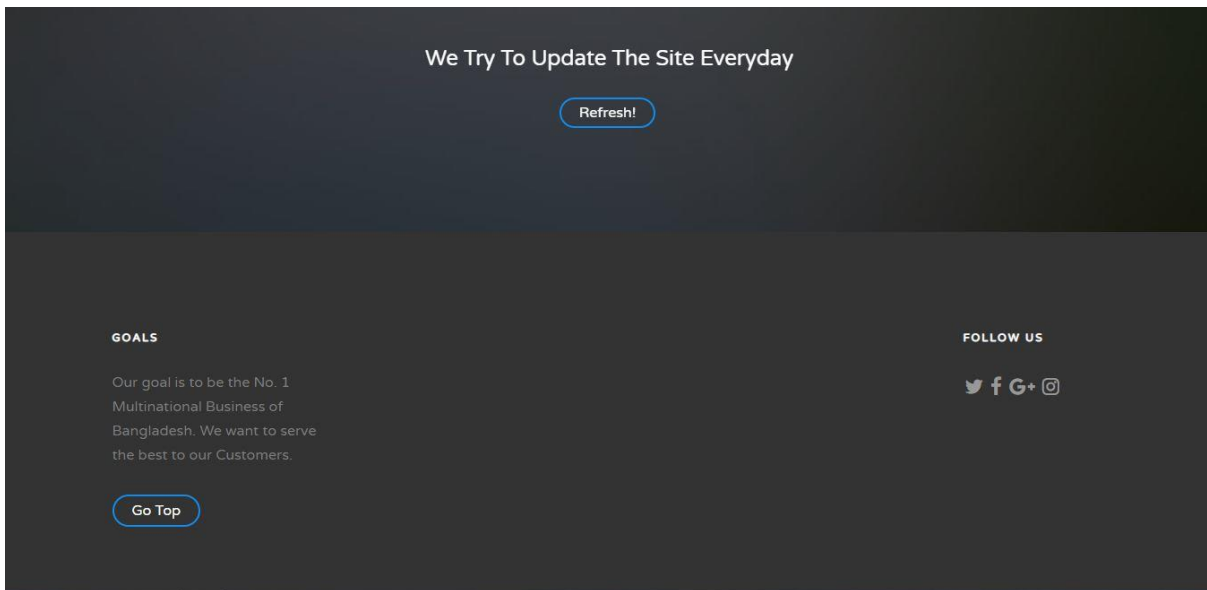 We Try To Update The Site Everyday
Refresh!
GOALS
Our goal is to be the No. 1
Multinational Business of
Bangladesh. We want to serve
the best to our Customers.
Go Top
FOLLOW US